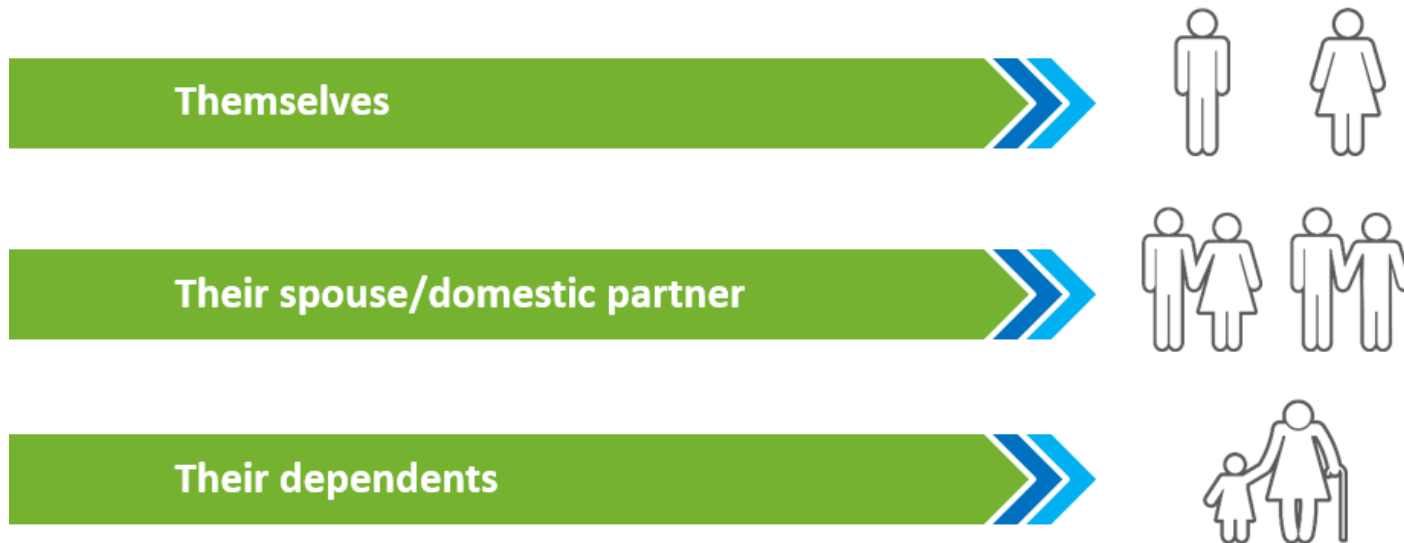 Themselves
Their spouse/domestic partner
Their dependents